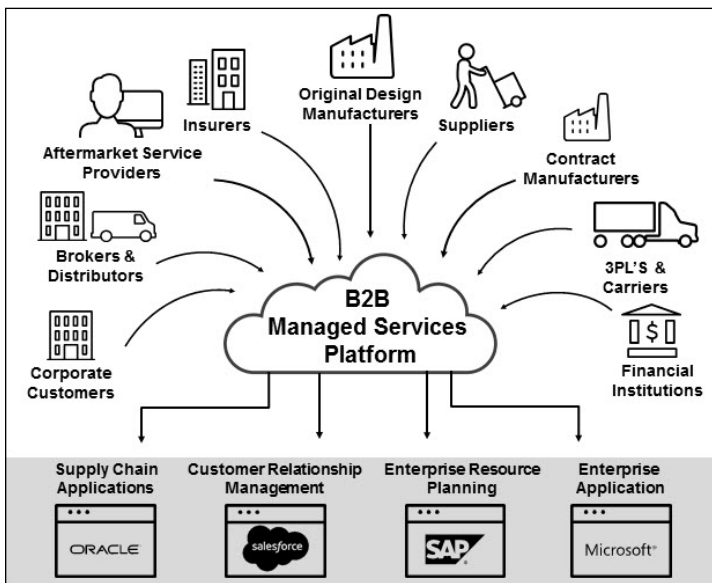 Original Design
Manufacturers
Insurers
Suppliers
Aftermarket Service
Providers
Contract
Manufacturers
Brokers &
Distributors
3PL'S &
Carriers
B2B
Managed Services
Platform
$
Corporate
Customers
Financial
Institutions
Supply Chain
Applications
Customer Relationship
Management
Enterprise Resource
Planning
Enterprise
Application
ORACLE
salesforce
SAP
Microsoft